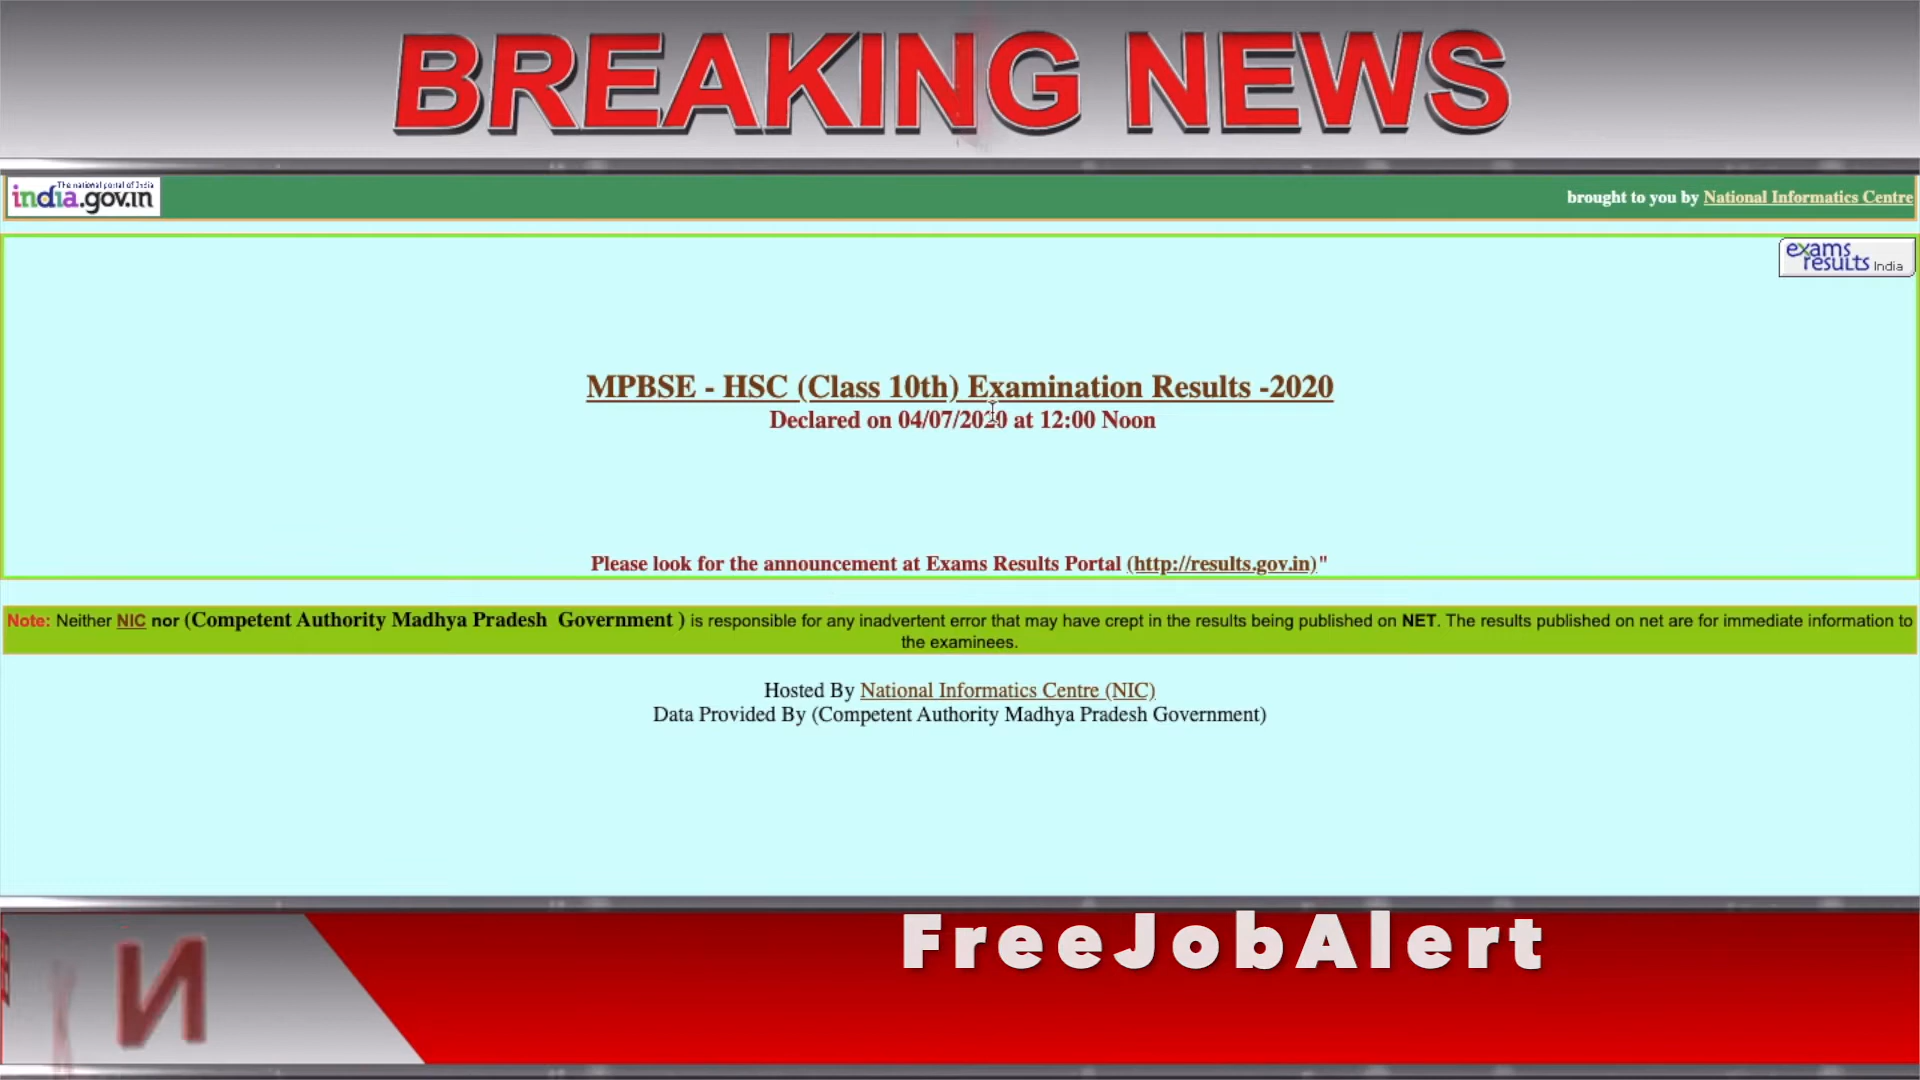 BREAKING NEWS
The national portal of India
india.gov.in
brought to you by National Informatics Centre
exams
results India
MPBSE - HSC (Class 10th) Examination Results -2020
Declared on 04/07/2020 at 12:00 Noon
Please look for the announcement at Exams Results Portal (http://results.gov.in)"
Note: Neither NIC nor (Competent Authority Madhya Pradesh Government ) is responsible for any inadvertent error that may have crept in the results being published on NET. The results published on net are for immediate information to
the examinees.
Hosted By National Informatics Centre (NIC)
Data Provided By (Competent Authority Madhya Pradesh Government)
FreeJobAlert